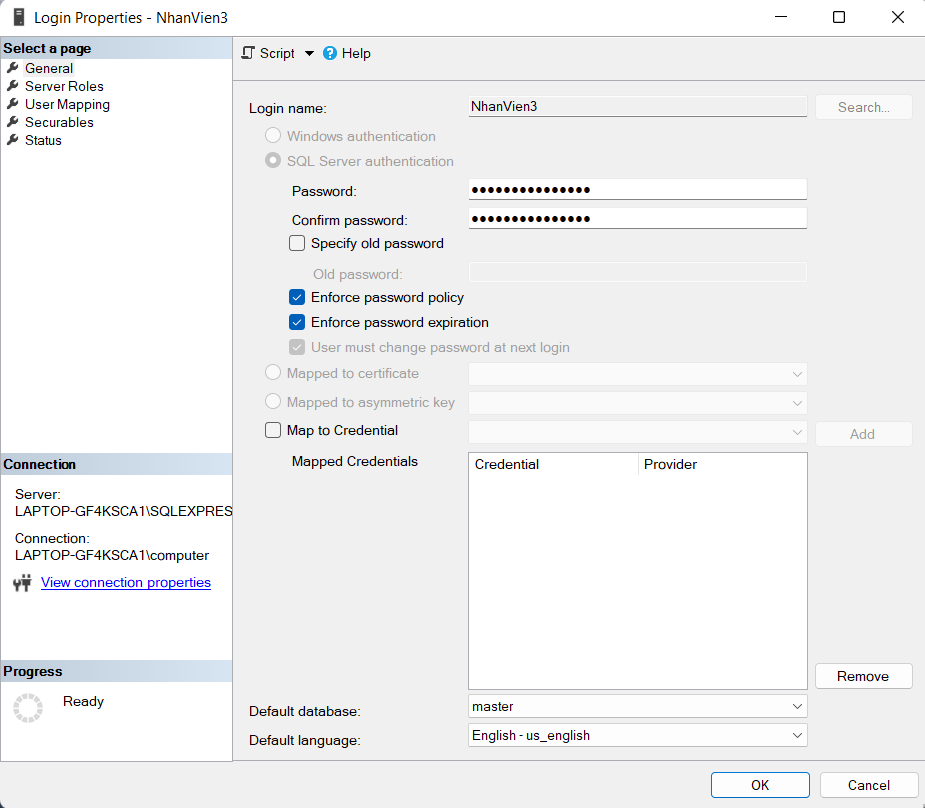 Login Properties - NhanVien3
Select a page
General
Server Roles
User Mapping
Securables
Status
Script
Help
Login name:
NhanVien3
Search...
Windows authentication
SQL Server authentication
Password:
●●●●●●●●●●●●●●●
Confirm password:
●●●●●●●●●●●●●●●
Specify old password
Old password:
Enforce password policy
Enforce password expiration
User must change password at next login
Mapped to certificate
Mapped to asymmetric key
Map to Credential
Add
Mapped Credentials
Credential
Provider
Remove
Default database:
master
Default language:
English - us_english
Connection
Server:
LAPTOP-GF4KSCA1\SQLEXPRES
Connection:
LAPTOP-GF4KSCA1\computer
View connection properties
Progress
Ready
OK
Cancel